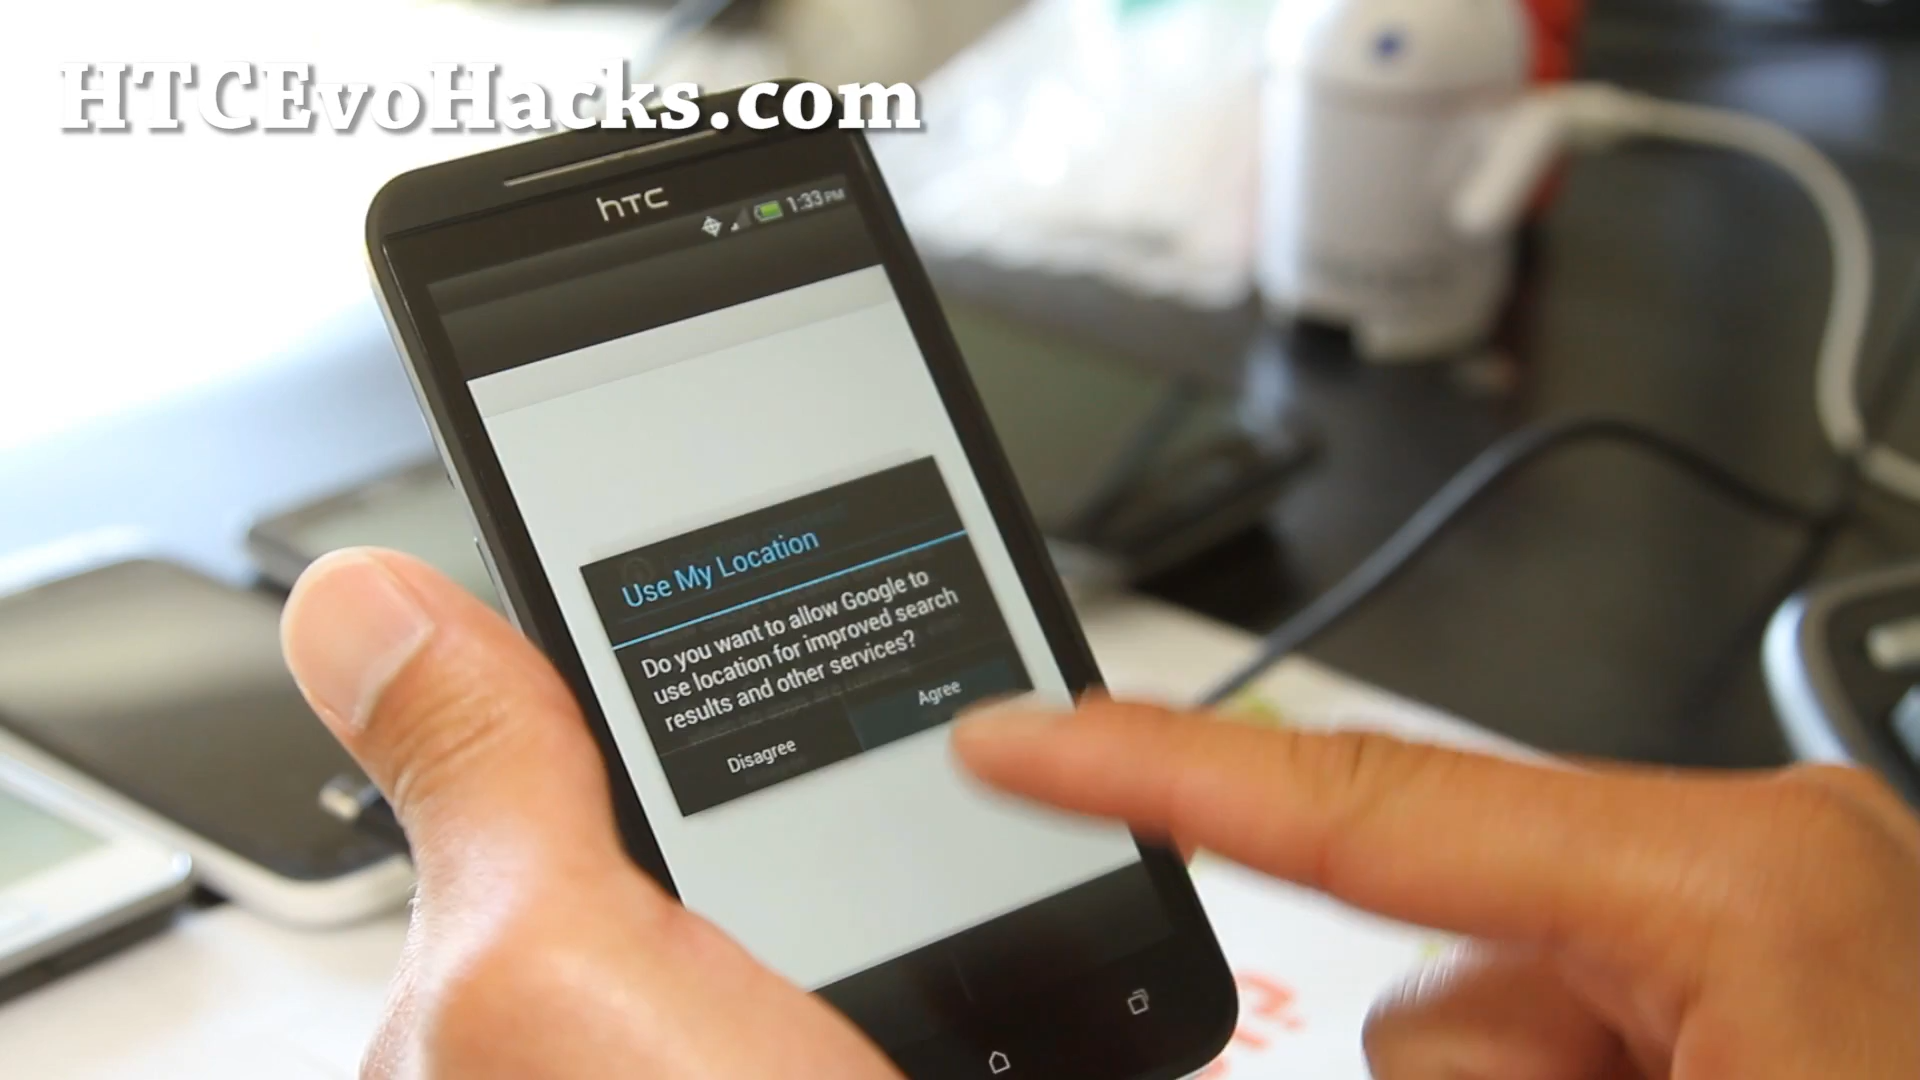 HTCEvoHacks.com
hTC
1:33 PM
Use My Location
Do you want to allow Google to
use location for improved search
results and other services?
Disagree
Agree